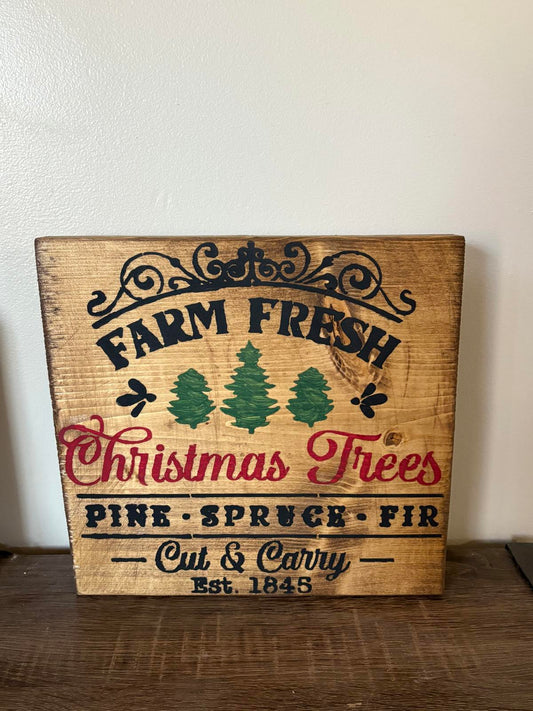 FARM FRESH
Christmas Trees
PINE · SPRUCE · FIR
— Cut & Carry —
Est. 1845